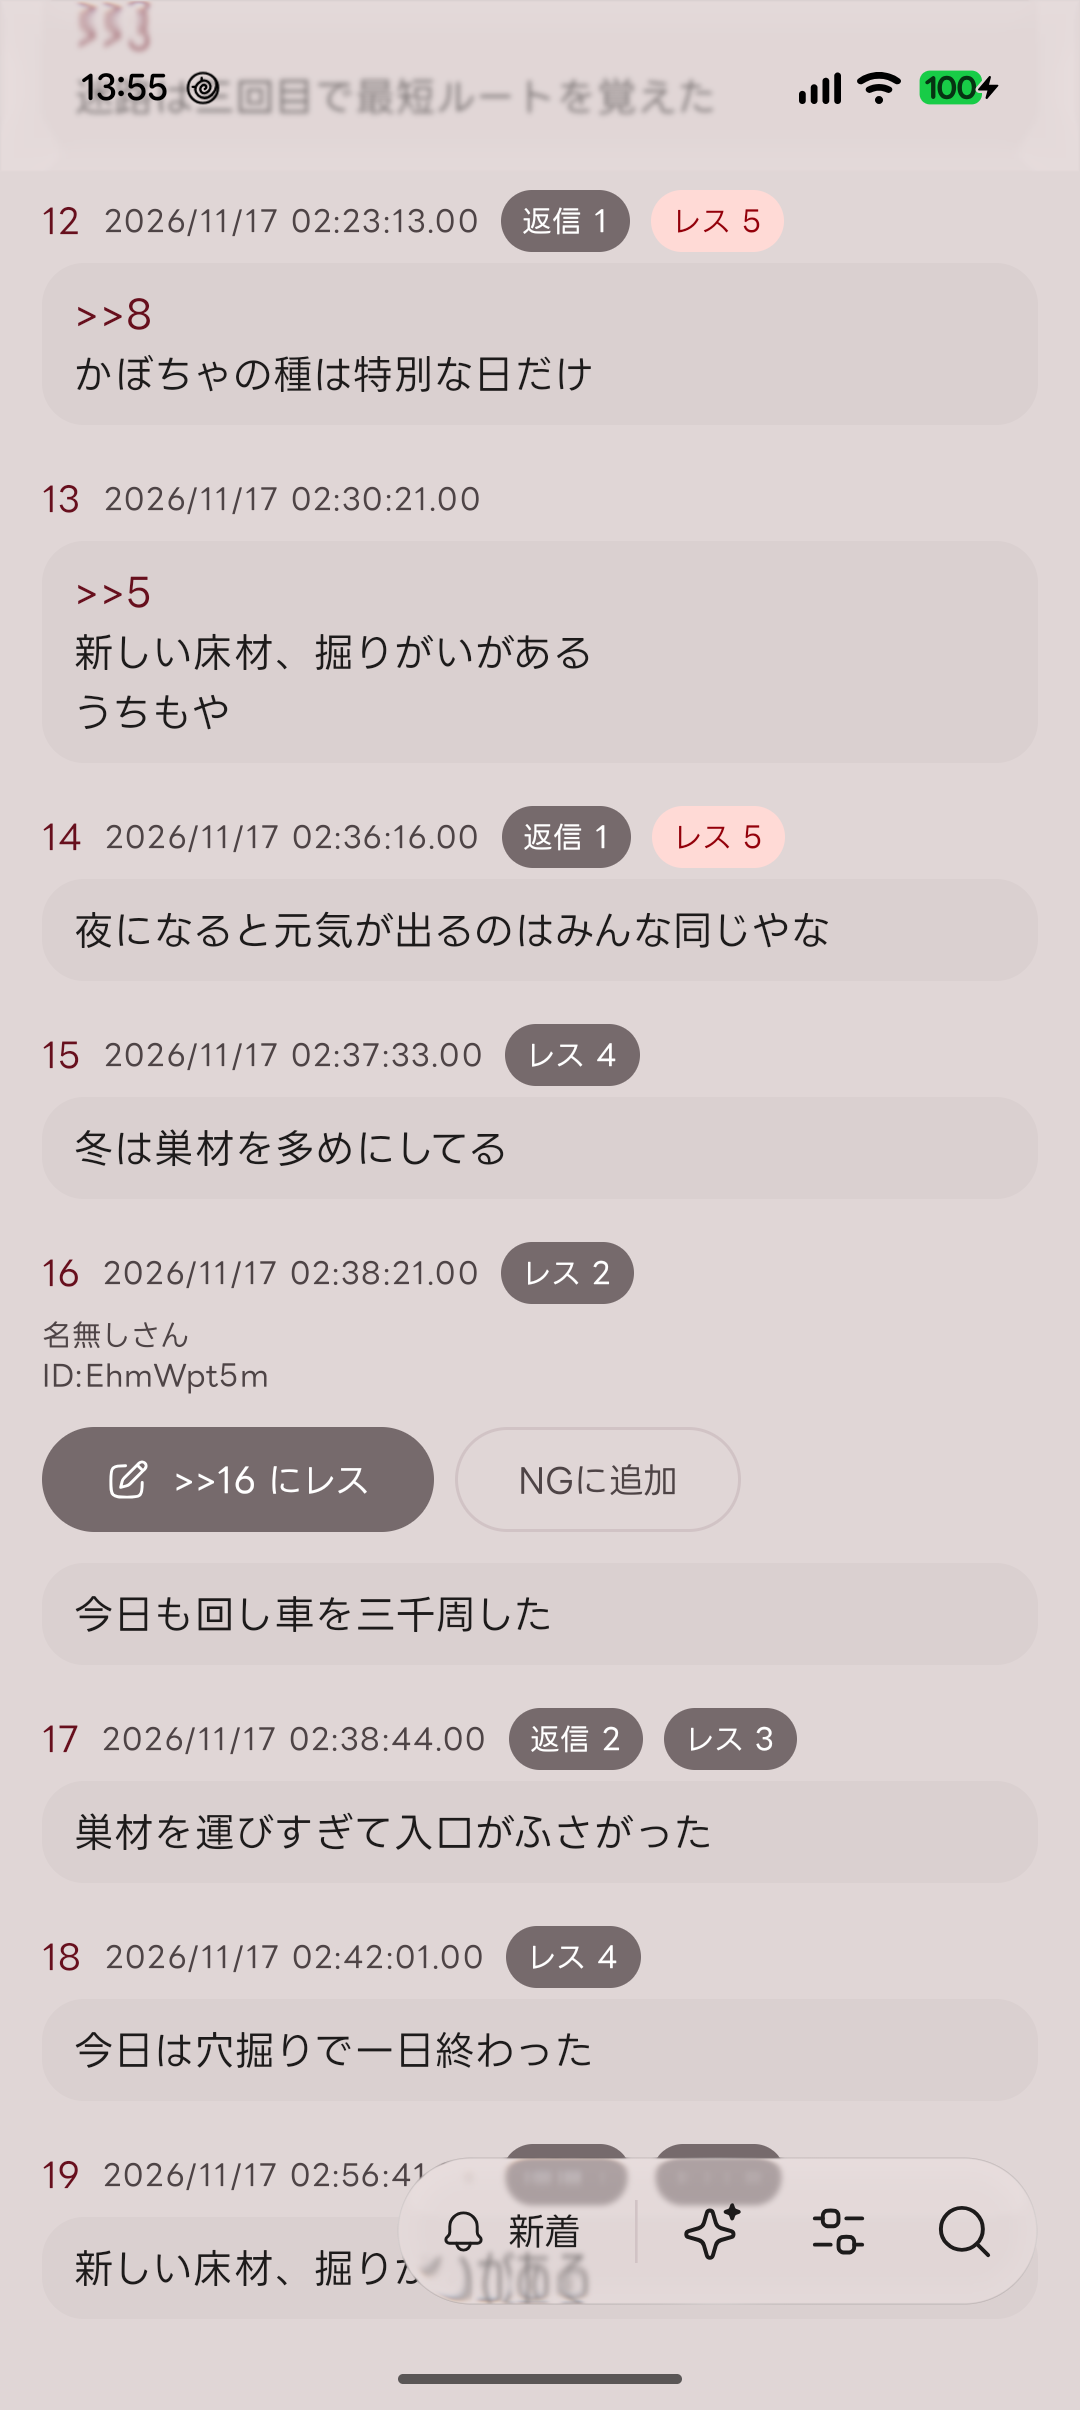 13:55
100
12 2026/11/17 02:23:13.00 返信 1 レス 5
>>8
かぼちゃの種は特別な日だけ
13 2026/11/17 02:30:21.00
>>5
新しい床材、掘りがいがある
うちもや
14 2026/11/17 02:36:16.00 返信 1 レス 5
夜になると元気が出るのはみんな同じやな
15 2026/11/17 02:37:33.00 レス 4
冬は巣材を多めにしてる
16 2026/11/17 02:38:21.00 レス 2
名無しさん
ID:EhmWpt5m
>>16 にレス NGに追加
今日も回し車を三千周した
17 2026/11/17 02:38:44.00 返信 2 レス 3
巣材を運びすぎて入口がふさがった
18 2026/11/17 02:42:01.00 レス 4
今日は穴掘りで一日終わった
19 2026/11/17 02:56:41
新着
新しい床材、掘りがいがある